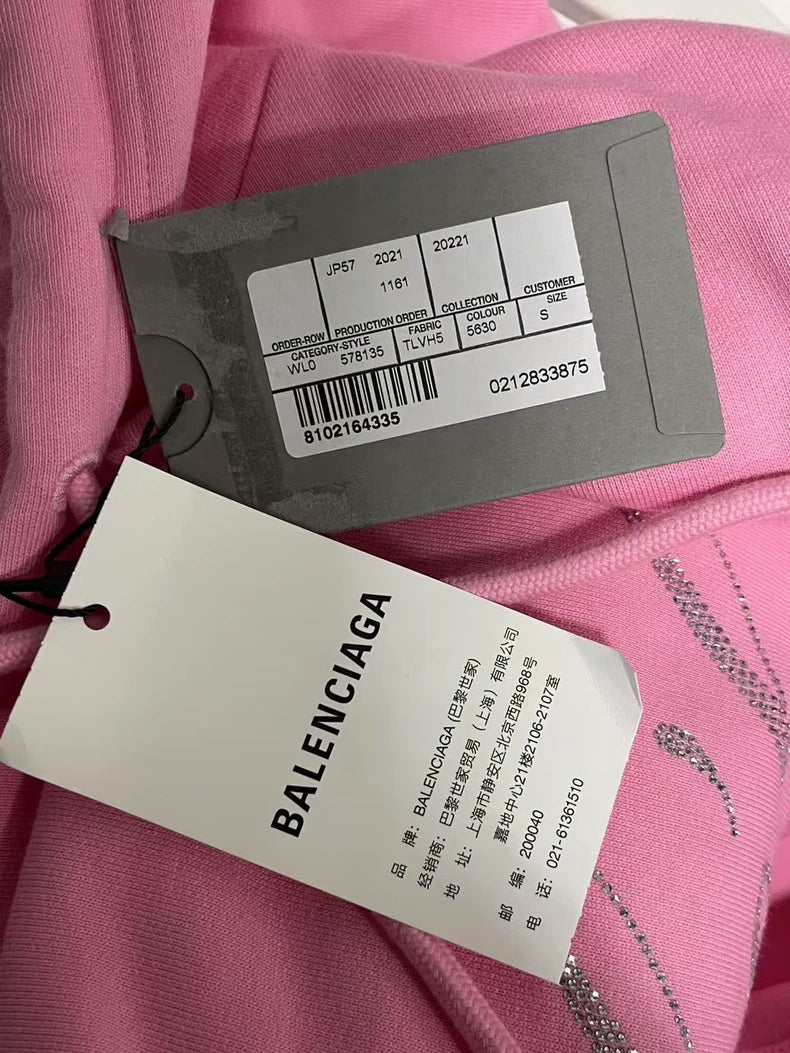 JP57 2021 20221
1161
ORDER-ROW PRODUCTION ORDER COLLECTION CUSTOMER
CATEGORY-STYLE FABRIC COLOUR SIZE
WL0 578135 TLVH5 5630 S
8102164335 0212833875
BALENCIAGA
品 牌: BALENCIAGA (巴黎世家)
经销商: 巴黎世家贸易（上海）有限公司
地 址: 上海市静安区北京西路968号
嘉地中心21楼2106-2107室
邮 编: 200040
电 话: 021-61361510